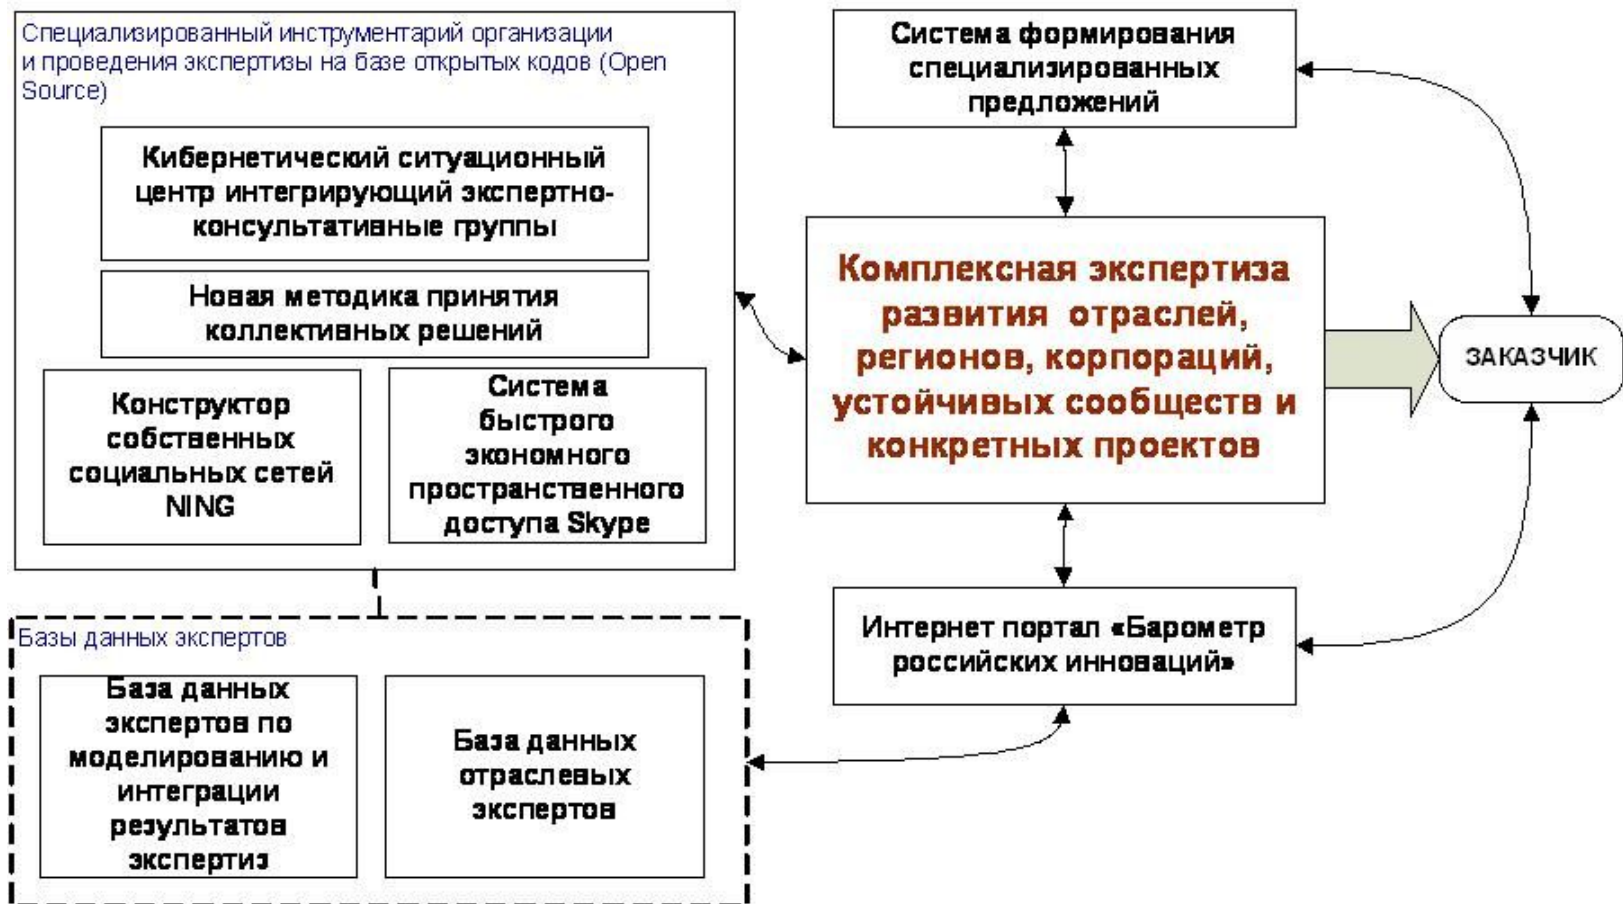 Специализированный инструментарий организации
и проведения экспертизы на базе открытых кодов (Open
Source)
Кибернетический ситуационный
центр интегрирующий экспертно-
консультативные группы
Новая методика принятия
коллективных решений
Конструктор
собственных
социальных сетей
NING
Система
быстрого
экономного
пространственного
доступа Skype
Базы данных экспертов
База данных
экспертов по
моделированию и
интеграции
результатов
экспертиз
База данных
отраслевых
экспертов
Система формирования
специализированных
предложений
Комплексная экспертиза
развития отраслей,
регионов, корпораций,
устойчивых сообществ и
конкретных проектов
ЗАКАЗЧИК
Интернет портал «Барометр
российских инноваций»